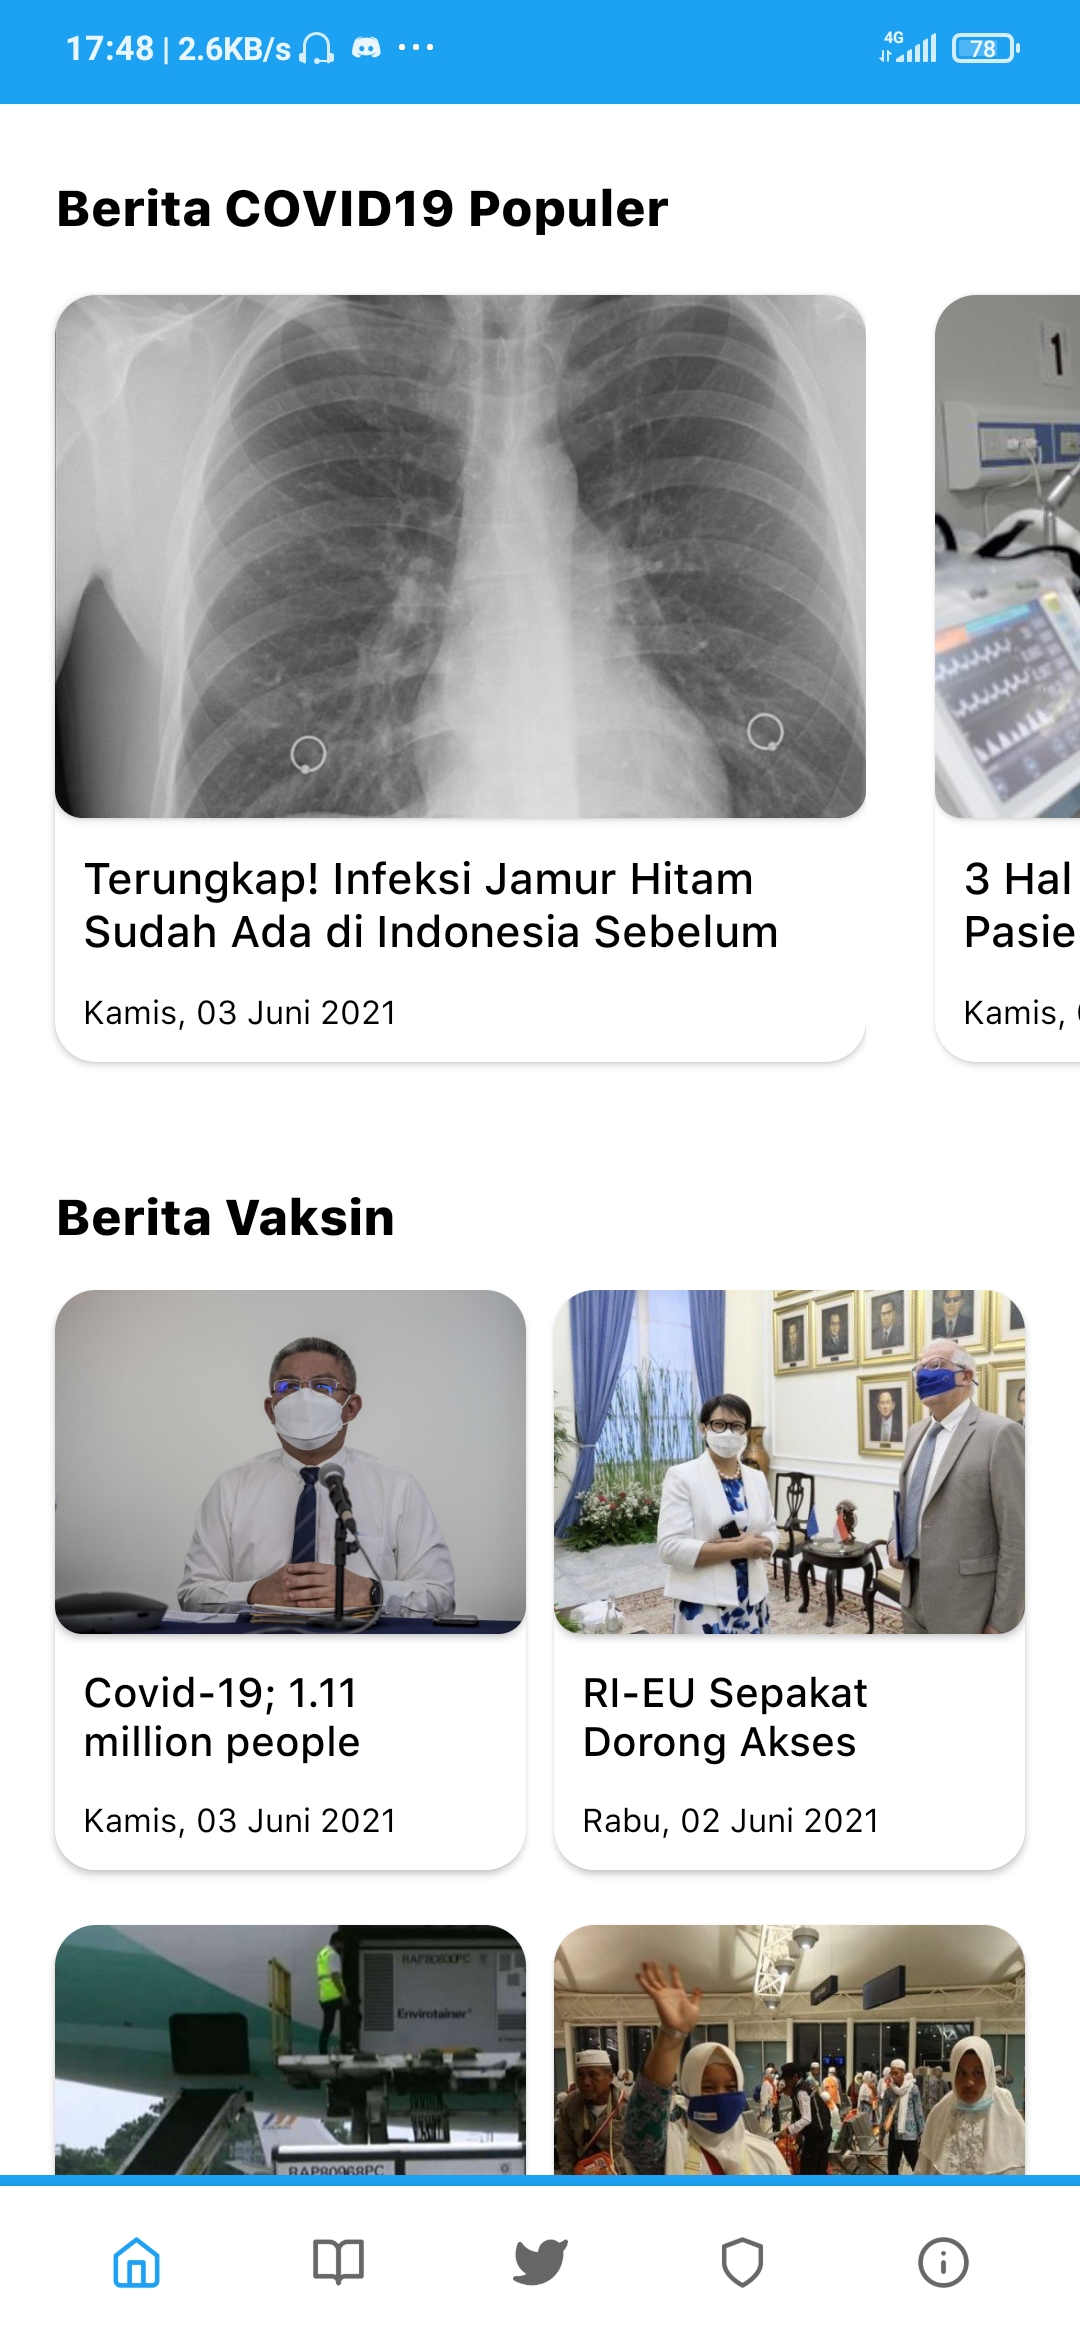 17:48 | 2.6KB/s
4G
78
Berita COVID19 Populer
1
Terungkap! Infeksi Jamur Hitam
Sudah Ada di Indonesia Sebelum
Kamis, 03 Juni 2021
3 Hal
Pasie
Kamis,
Berita Vaksin
Covid-19; 1.11
million people
Kamis, 03 Juni 2021
RI-EU Sepakat
Dorong Akses
Rabu, 02 Juni 2021
RAP80830PC
Envirotainer
RAP80968PC